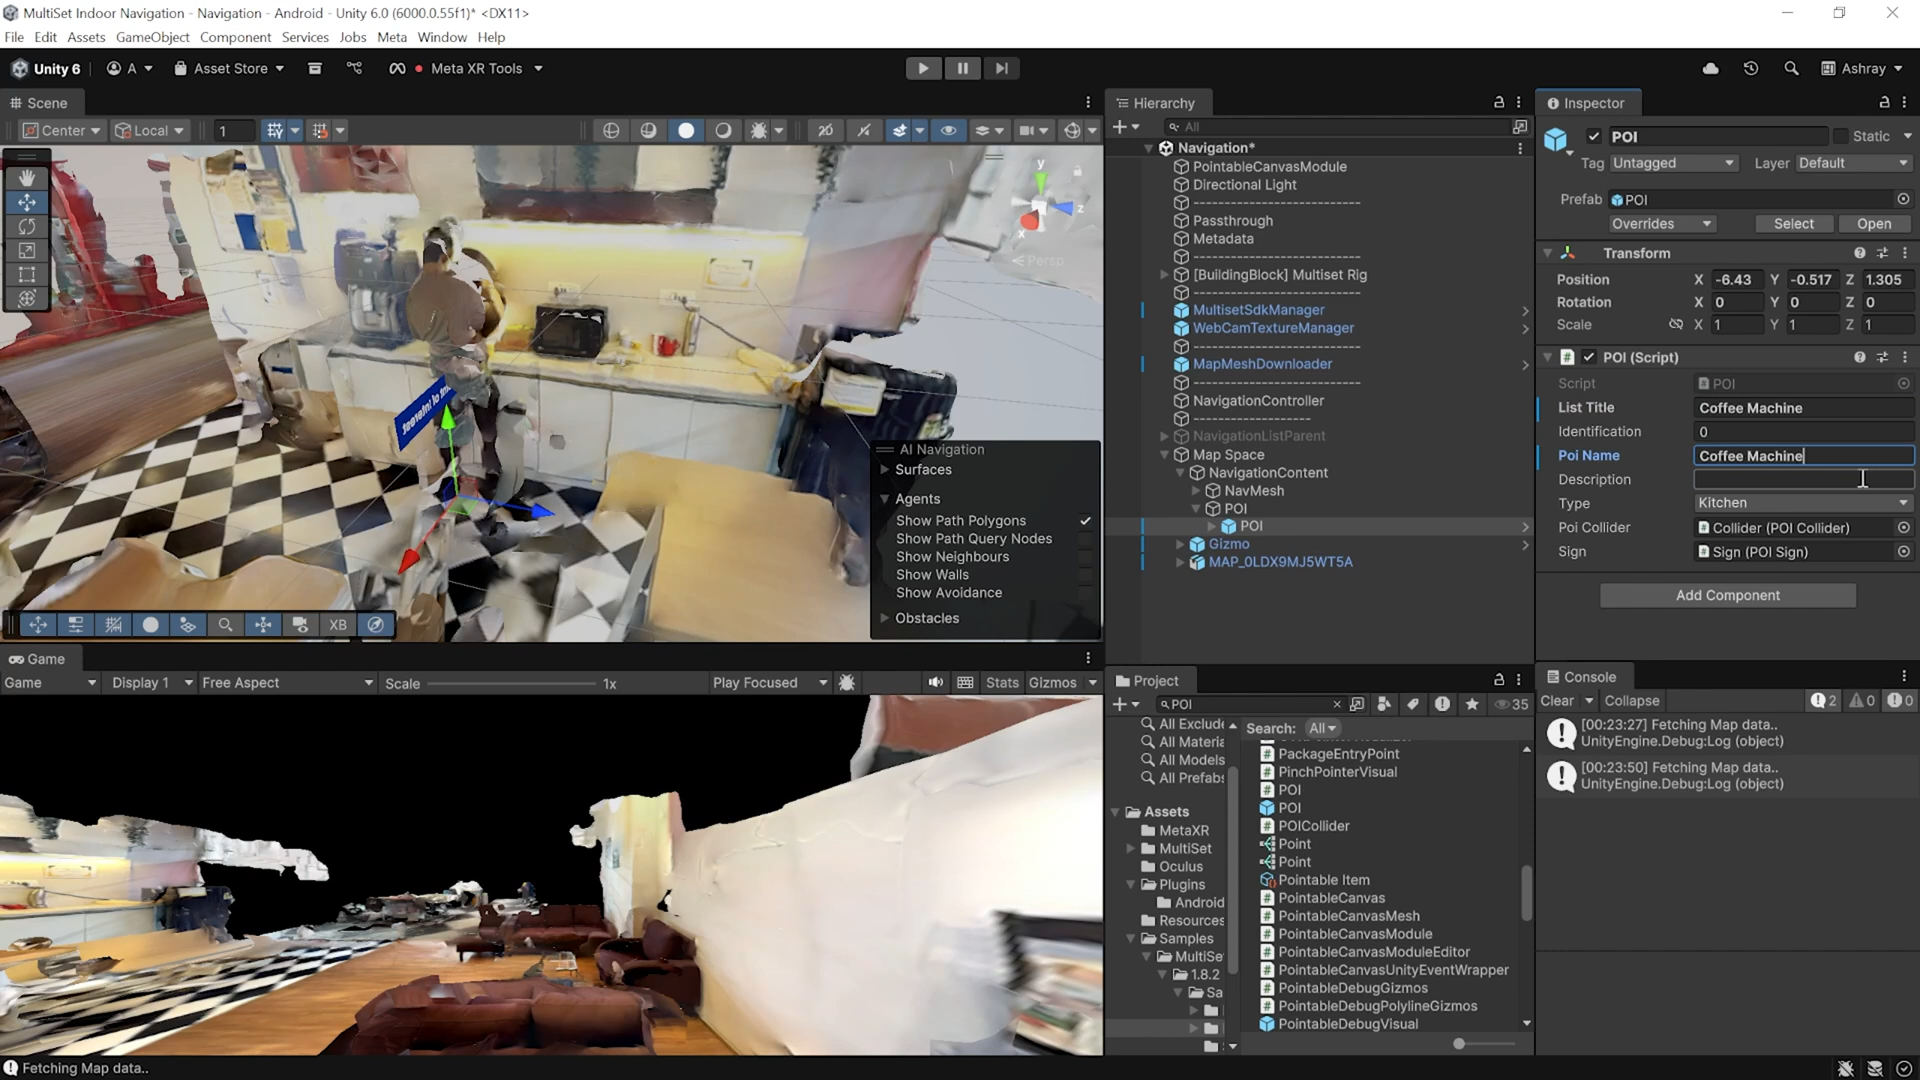 MultiSet Indoor Navigation - Navigation - Android - Unity 6.0 (6000.0.55f1)* <DX11>
File Edit Assets GameObject Component Services Jobs Meta Window Help
Unity 6 A Asset Store Meta XR Tools Ashray
Scene
Center Local 1
y
z
x
Persp
AI Navigation
Surfaces
Agents
Show Path Polygons
Show Path Query Nodes
Show Neighbours
Show Walls
Show Avoidance
Obstacles
XB
Game
Game Display 1 Free Aspect Scale 1x Play Focused Stats Gizmos
Hierarchy
All
Navigation*
PointableCanvasModule
Directional Light
--------------------------
Passthrough
Metadata
--------------------------
[BuildingBlock] Multiset Rig
--------------------------
MultisetSdkManager
WebCamTextureManager
--------------------------
MapMeshDownloader
--------------------------
NavigationController
------------------
NavigationListParent
Map Space
NavigationContent
NavMesh
POI
POI
Gizmo
MAP_0LDX9MJ5WT5A
Project
POI
35
All Exclude
All Materia
All Models
All Prefabs
Assets
MetaXR
MultiSet
Oculus
Plugins
Android
Resources
Samples
MultiSe
1.8.2
Sa
Search: All
PackageEntryPoint
PinchPointerVisual
POI
POI
POICollider
Point
Point
Pointable Item
PointableCanvas
PointableCanvasMesh
PointableCanvasModule
PointableCanvasModuleEditor
PointableCanvasUnityEventWrapper
PointableDebugGizmos
PointableDebugPolylineGizmos
PointableDebugVisual
Inspector
POI Static
Tag Untagged Layer Default
Prefab POI
Overrides Select Open
Transform
Position X -6.43 Y -0.517 Z 1.305
Rotation X 0 Y 0 Z 0
Scale X 1 Y 1 Z 1
POI (Script)
Script POI
List Title Coffee Machine
Identification 0
Poi Name Coffee Machine
Description
Type Kitchen
Poi Collider Collider (POI Collider)
Sign Sign (POI Sign)
Add Component
Console
Clear Collapse 2 0 0
[00:23:27] Fetching Map data..
UnityEngine.Debug:Log (object)
[00:23:50] Fetching Map data..
UnityEngine.Debug:Log (object)
Fetching Map data..